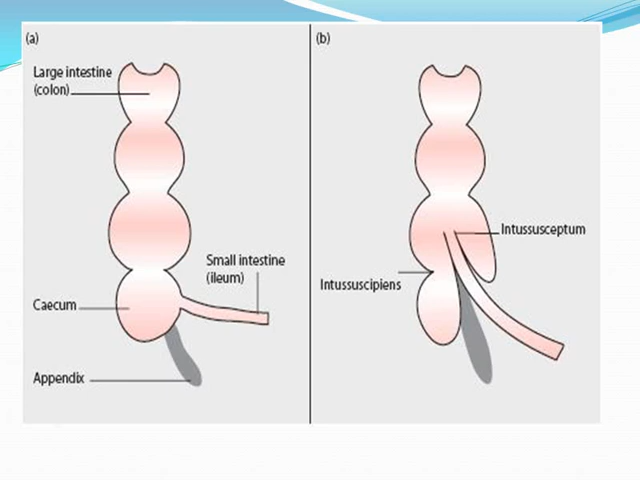 (a)
Large intestine
(colon)
Small intestine
(ileum)
Caecum
Appendix
(b)
Intussusceptum
Intussuscipiens